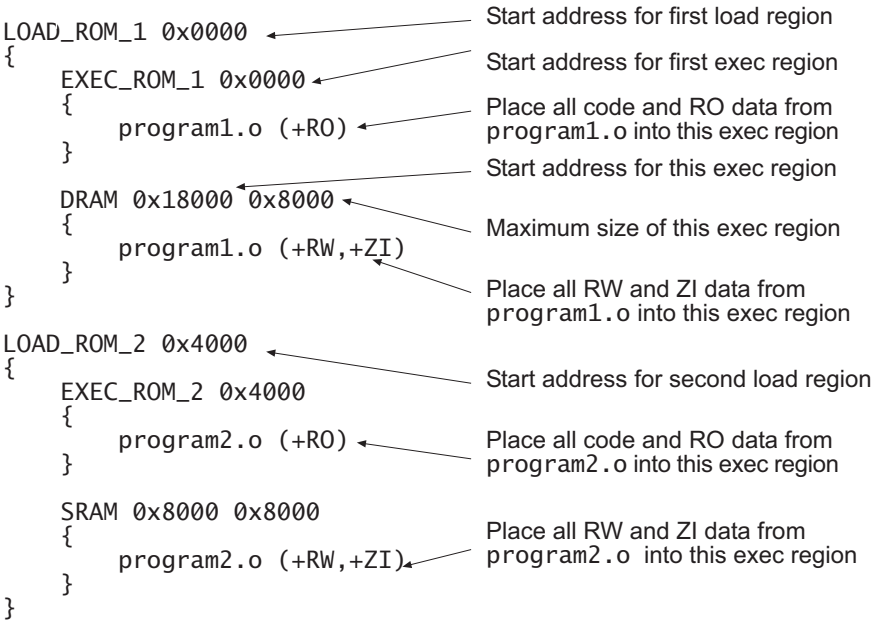 LOAD_ROM_1 0x0000
Start address for first load region
{
EXEC_ROM_1 0x0000
Start address for first exec region
{
program1.o (+RO)
Place all code and RO data from
program1.o into this exec region
}
Start address for this exec region
DRAM 0x18000 0x8000
{
Maximum size of this exec region
program1.o (+RW,+ZI)
}
Place all RW and ZI data from
program1.o into this exec region
}
LOAD_ROM_2 0x4000
{
Start address for second load region
EXEC_ROM_2 0x4000
{
program2.o (+RO)
Place all code and RO data from
program2.o into this exec region
}
SRAM 0x8000 0x8000
{
Place all RW and ZI data from
program2.o into this exec region
program2.o (+RW,+ZI)
}
}